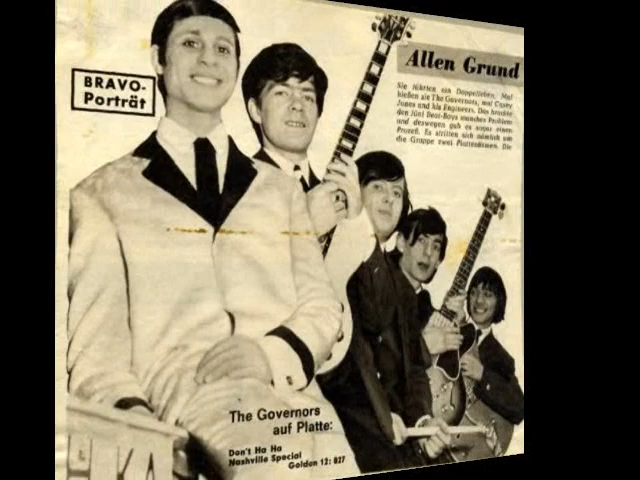 BRAVO-
Porträt
Allen Grund
Sie führten ein Doppelleben. Mal
hießen sie The Governors, mal Casey
Jones and his Engineers. Das brachte
den fünf Beat-Boys manches Problem
und deswegen gab es sogar einen
Prozeß. Es stritten sich nämlich um
die Gruppe zwei Plattenfirmen. Die
The Governors
auf Platte:
Don't Ha Ha
Nashville Special
Golden 12: 027